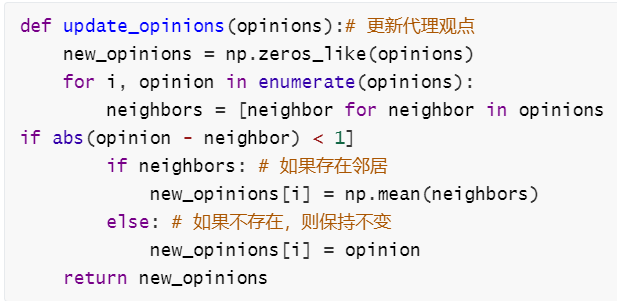 def update_opinions(opinions):# 更新代理观点
    new_opinions = np.zeros_like(opinions)
    for i, opinion in enumerate(opinions):
        neighbors = [neighbor for neighbor in opinions
if abs(opinion - neighbor) < 1]
        if neighbors: # 如果存在邻居
            new_opinions[i] = np.mean(neighbors)
        else: # 如果不存在，则保持不变
            new_opinions[i] = opinion
    return new_opinions